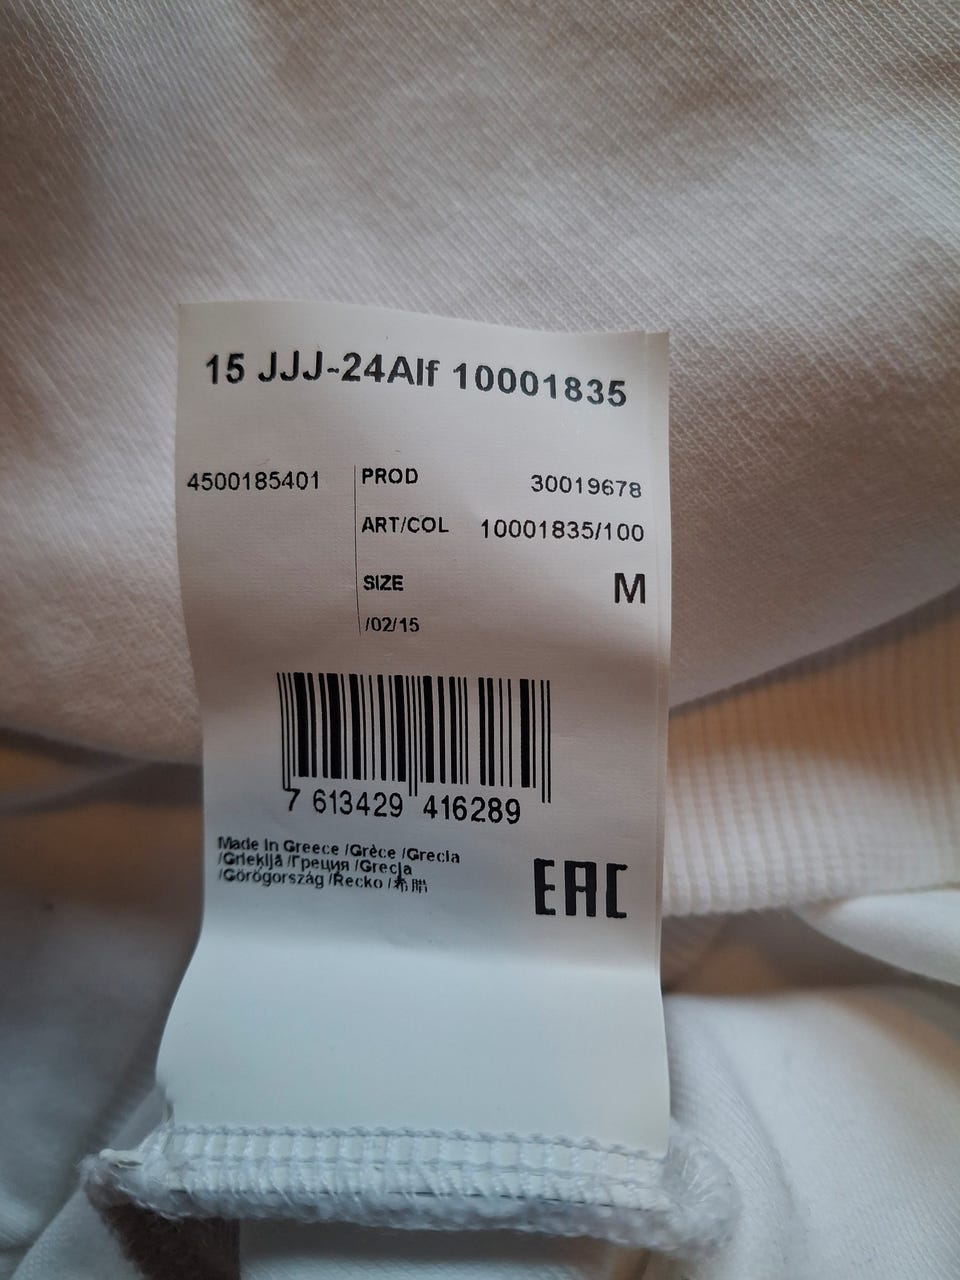 15 JJJ-24Alf 10001835
4500185401 PROD 30019678
ART/COL 10001835/100
SIZE M
/02/15
7 613429 416289
Made In Greece /Grèce /Grecia
/Griekijā /Греция /Grecja
/Görögország /Řecko /希腊
EAC